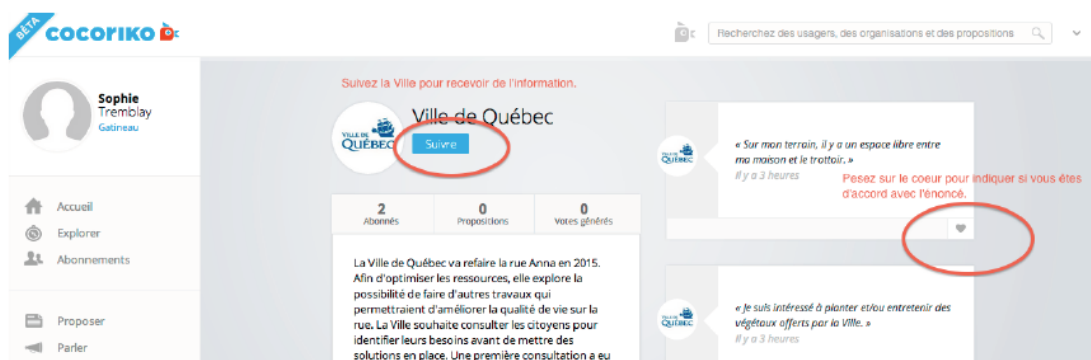 BÊTA
cocoriko
Recherchez des usagers, des organisations et des propositions
Sophie
Tremblay
Gatineau
Accueil
Explorer
Abonnements
Proposer
Parler
Suivez la Ville pour recevoir de l'information.
VILLE DE
QUÉBEC
Ville de Québec
Suivre
2
Abonnés
0
Propositions
0
Votes générés
La Ville de Québec va refaire la rue Anna en 2015.
Afin d'optimiser les ressources, elle explore la
possibilité de faire d'autres travaux qui
permettraient d'améliorer la qualité de vie sur la
rue. La Ville souhaite consulter les citoyens pour
identifier leurs besoins avant de mettre des
solutions en place. Une première consultation a eu
VILLE DE
QUÉBEC
« Sur mon terrain, il y a un espace libre entre
ma maison et le trottoir. »
Il y a 3 heures
Pesez sur le coeur pour indiquer si vous êtes
d'accord avec l'énoncé.
VILLE DE
QUÉBEC
« Je suis intéressé à planter et/ou entretenir des
végétaux offerts par la Ville. »
Il y a 3 heures